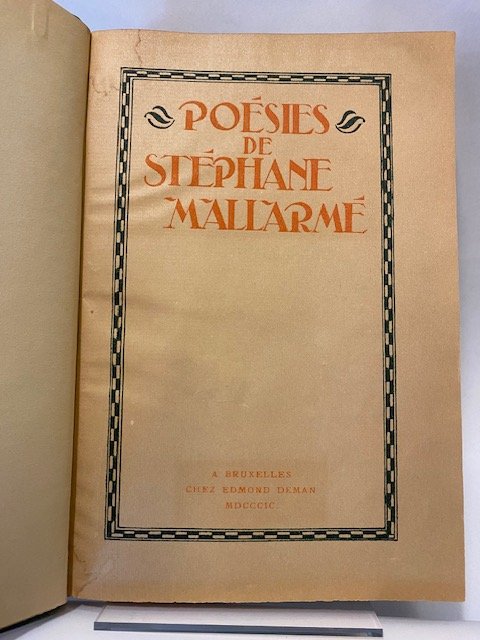 POÉSIES
DE
STÉPHANE
MALLARMÉ
A BRUXELLES
CHEZ EDMOND DEMAN
MDCCCIC